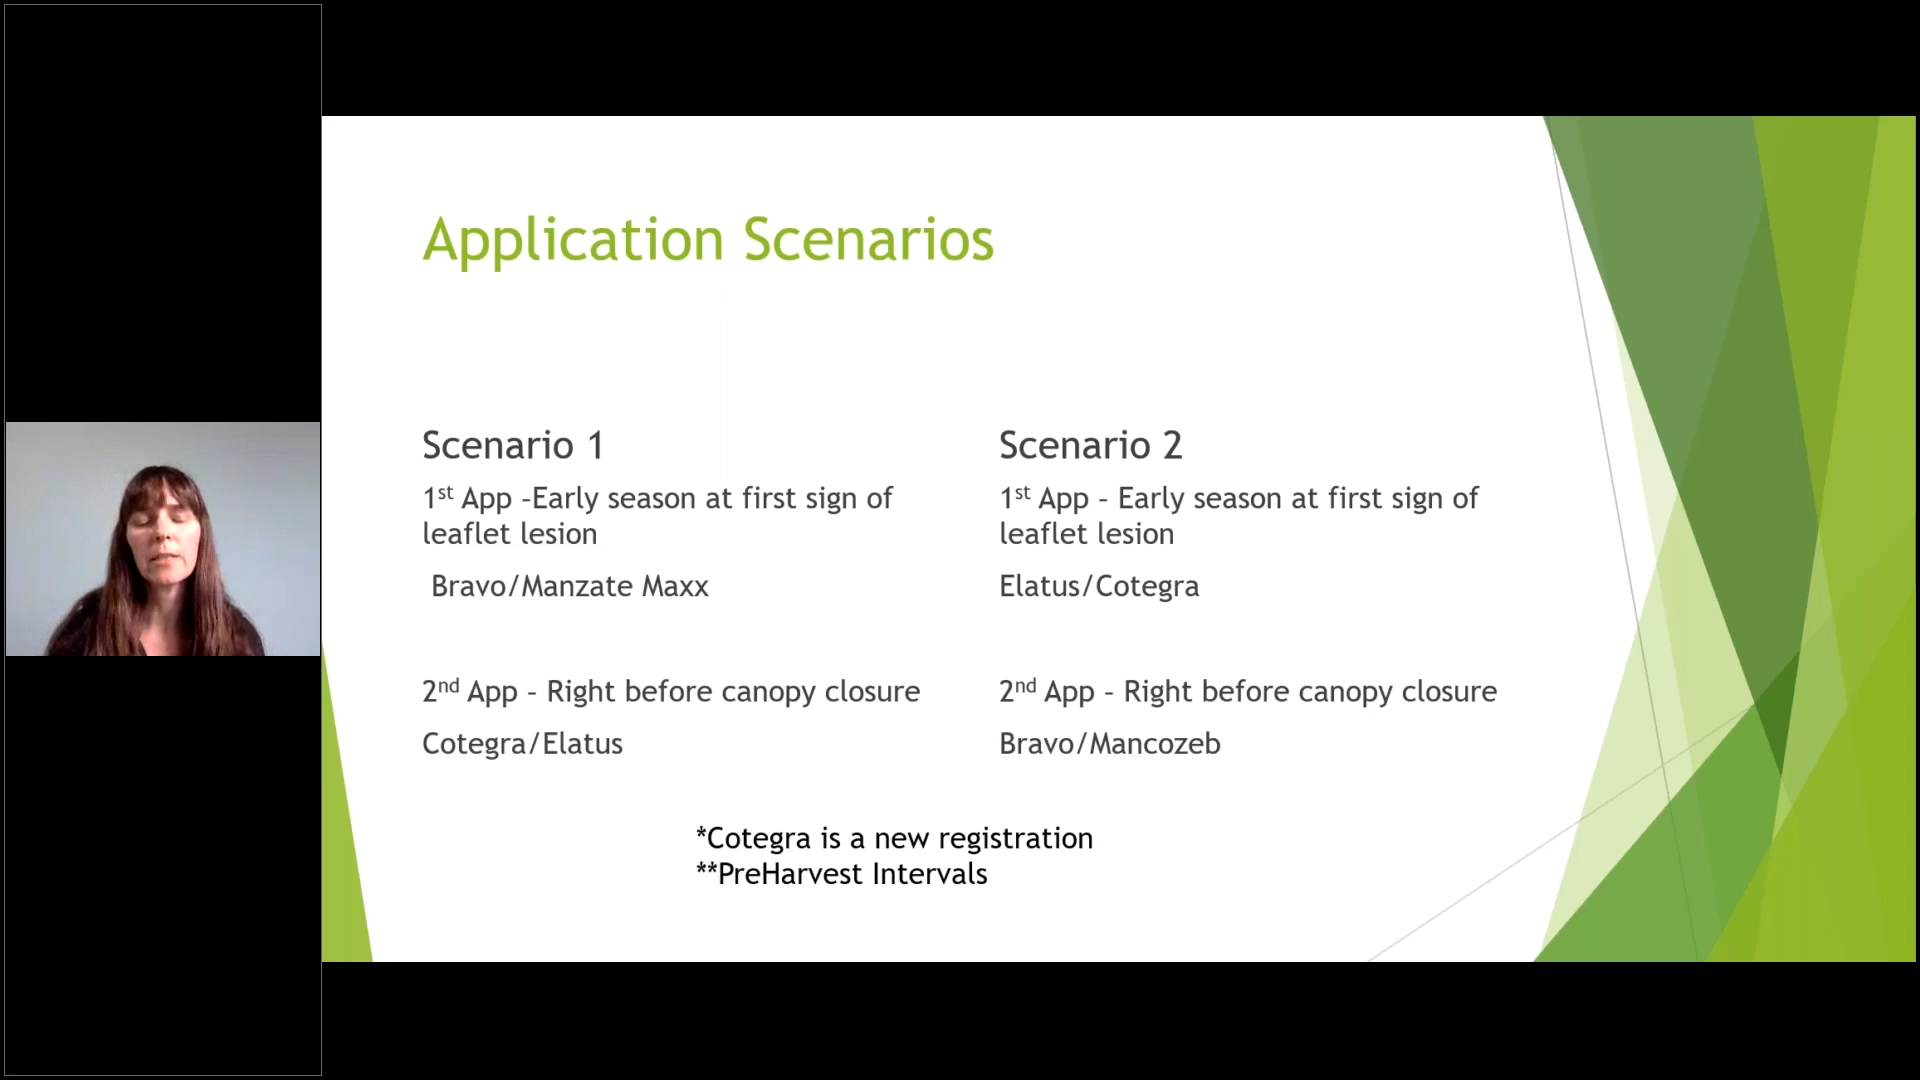 Application Scenarios
Scenario 1
1st App –Early season at first sign of
leaflet lesion
Bravo/Manzate Maxx
2nd App – Right before canopy closure
Cotegra/Elatus
Scenario 2
1st App – Early season at first sign of
leaflet lesion
Elatus/Cotegra
2nd App – Right before canopy closure
Bravo/Mancozeb
*Cotegra is a new registration
**PreHarvest Intervals